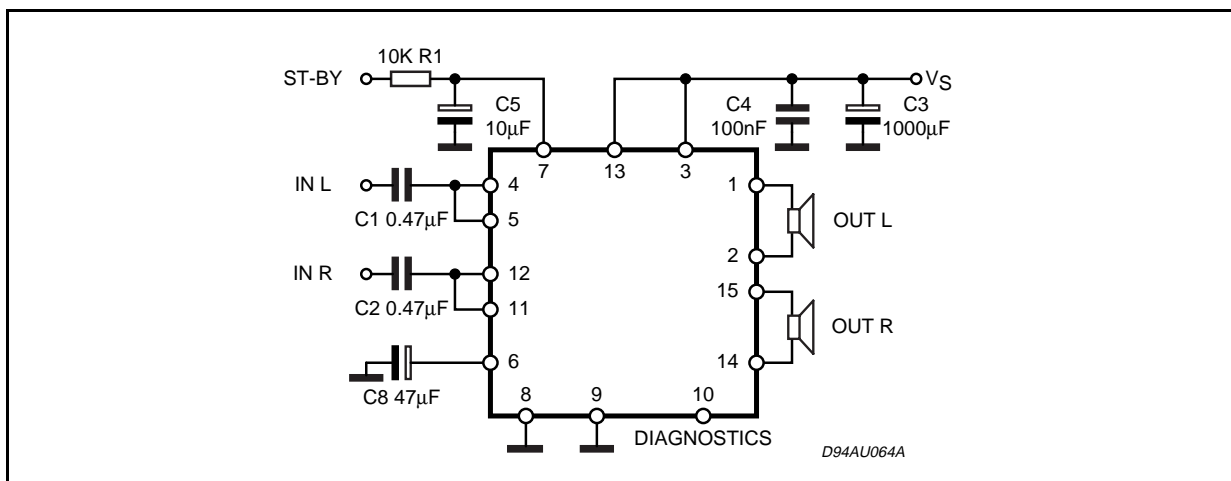 10K R1
ST-BY
C5
10µF
C4
100nF
VS
C3
1000µF
7
13
3
IN L
C1 0.47µF
4
5
1
OUT L
2
IN R
C2 0.47µF
12
11
15
OUT R
14
C8 47µF
6
8
9
10
DIAGNOSTICS
D94AU064A